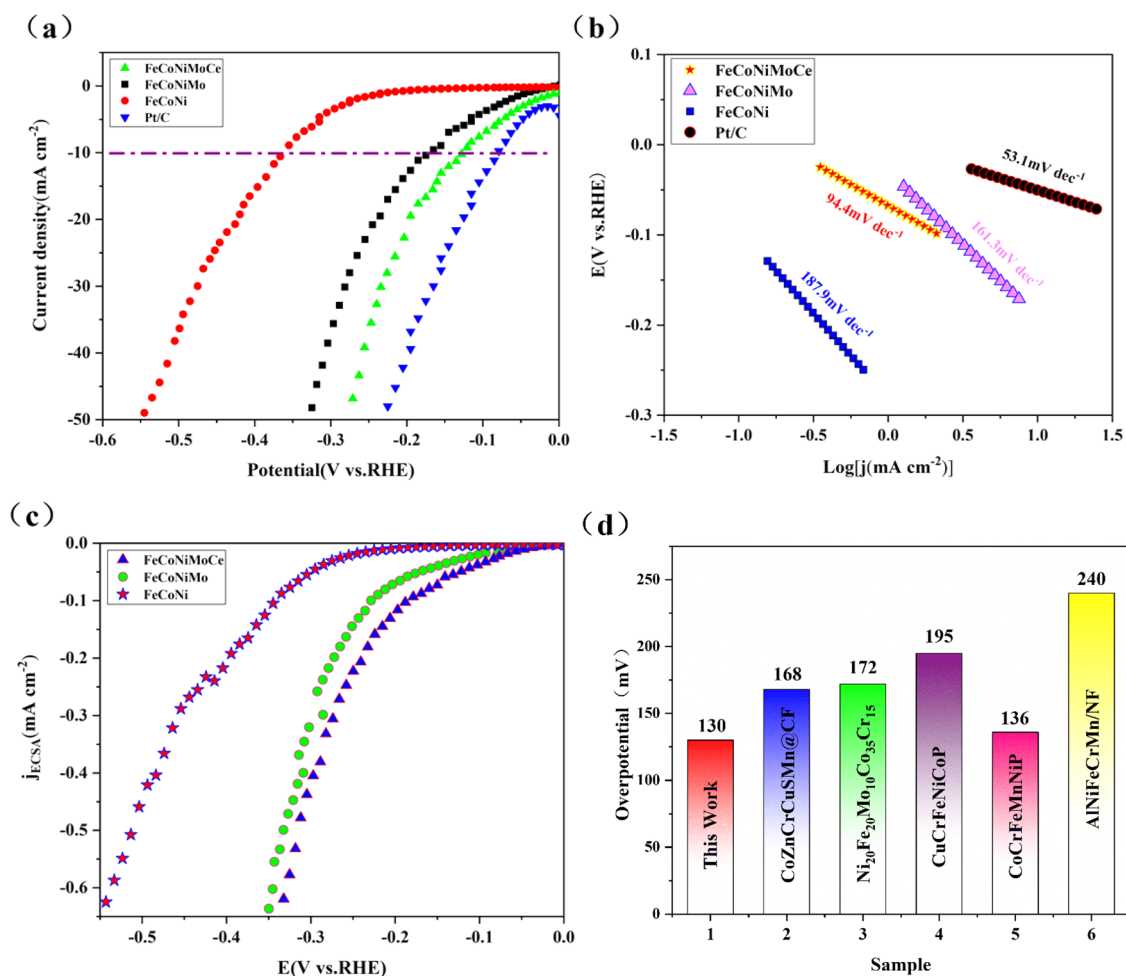 (a)
FeCoNiMoCe
FeCoNiMo
FeCoNi
Pt/C
0
-10
-20
-30
-40
-50
Current density(mA cm⁻²)
-0.6
-0.5
-0.4
-0.3
-0.2
-0.1
0.0
Potential(V vs.RHE)
(b)
FeCoNiMoCe
FeCoNiMo
FeCoNi
Pt/C
53.1mV dec⁻¹
94.4mV dec⁻¹
161.3mV dec⁻¹
187.9mV dec⁻¹
0.1
0.0
-0.1
-0.2
-0.3
E(V vs.RHE)
-1.5
-1.0
-0.5
0.0
0.5
1.0
1.5
Log[j(mA cm⁻²)]
(c)
FeCoNiMoCe
FeCoNiMo
FeCoNi
0.0
-0.1
-0.2
-0.3
-0.4
-0.5
-0.6
jECSA(mA cm⁻²)
-0.5
-0.4
-0.3
-0.2
-0.1
0.0
E(V vs.RHE)
(d)
250
200
150
100
50
0
Overpotential（mV）
130
168
172
195
136
240
This Work
CoZnCrCuSMn@CF
Ni₂₀Fe₂₀Mo₁₀Co₃₅Cr₁₅
CuCrFeNiCoP
CoCrFeMnNiP
AlNiFeCrMn/NF
1
2
3
4
5
6
Sample